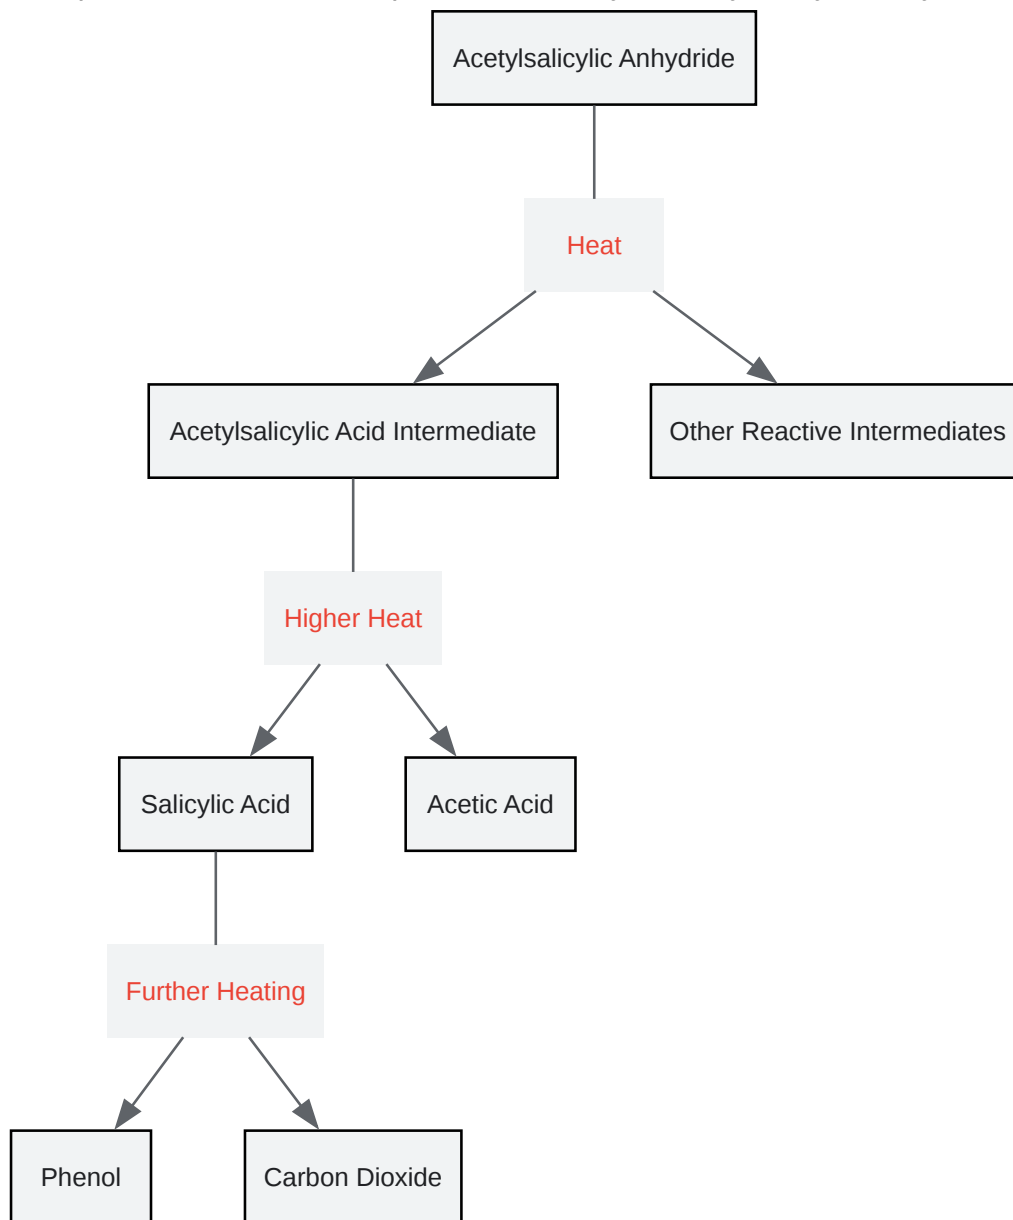 Acetylsalicylic Anhydride
Heat
Acetylsalicylic Acid Intermediate
Other Reactive Intermediates
Higher Heat
Salicylic Acid
Acetic Acid
Further Heating
Phenol
Carbon Dioxide